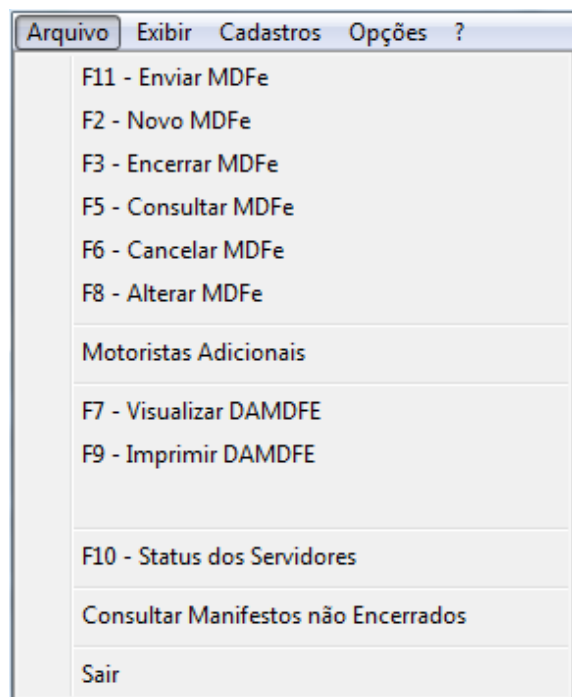 Arquivo Exibir Cadastros Opções ?
F11 - Enviar MDFe
F2 - Novo MDFe
F3 - Encerrar MDFe
F5 - Consultar MDFe
F6 - Cancelar MDFe
F8 - Alterar MDFe
Motoristas Adicionais
F7 - Visualizar DAMDFE
F9 - Imprimir DAMDFE
F10 - Status dos Servidores
Consultar Manifestos não Encerrados
Sair